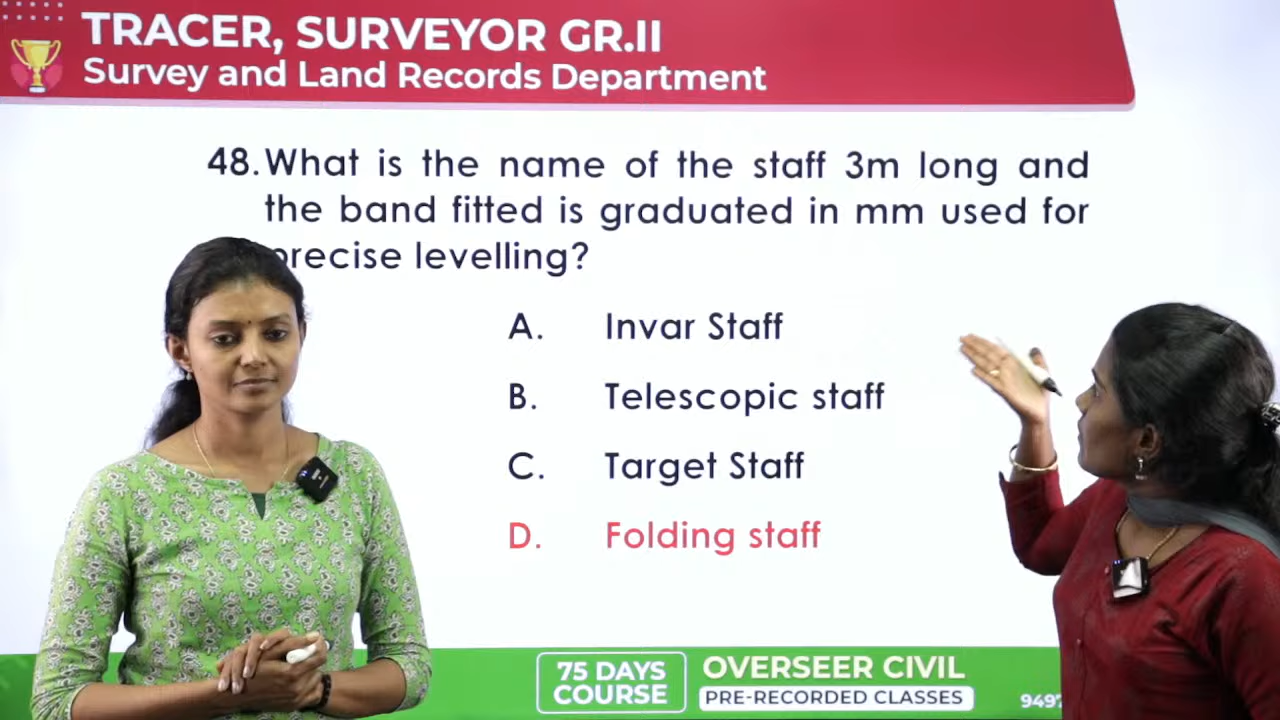 TRACER, SURVEYOR GR.II
Survey and Land Records Department
48. What is the name of the staff 3m long and
the band fitted is graduated in mm used for
precise levelling?
A. Invar Staff
B. Telescopic staff
C. Target Staff
D. Folding staff
75 DAYS
COURSE
OVERSEER CIVIL
PRE-RECORDED CLASSES
9497